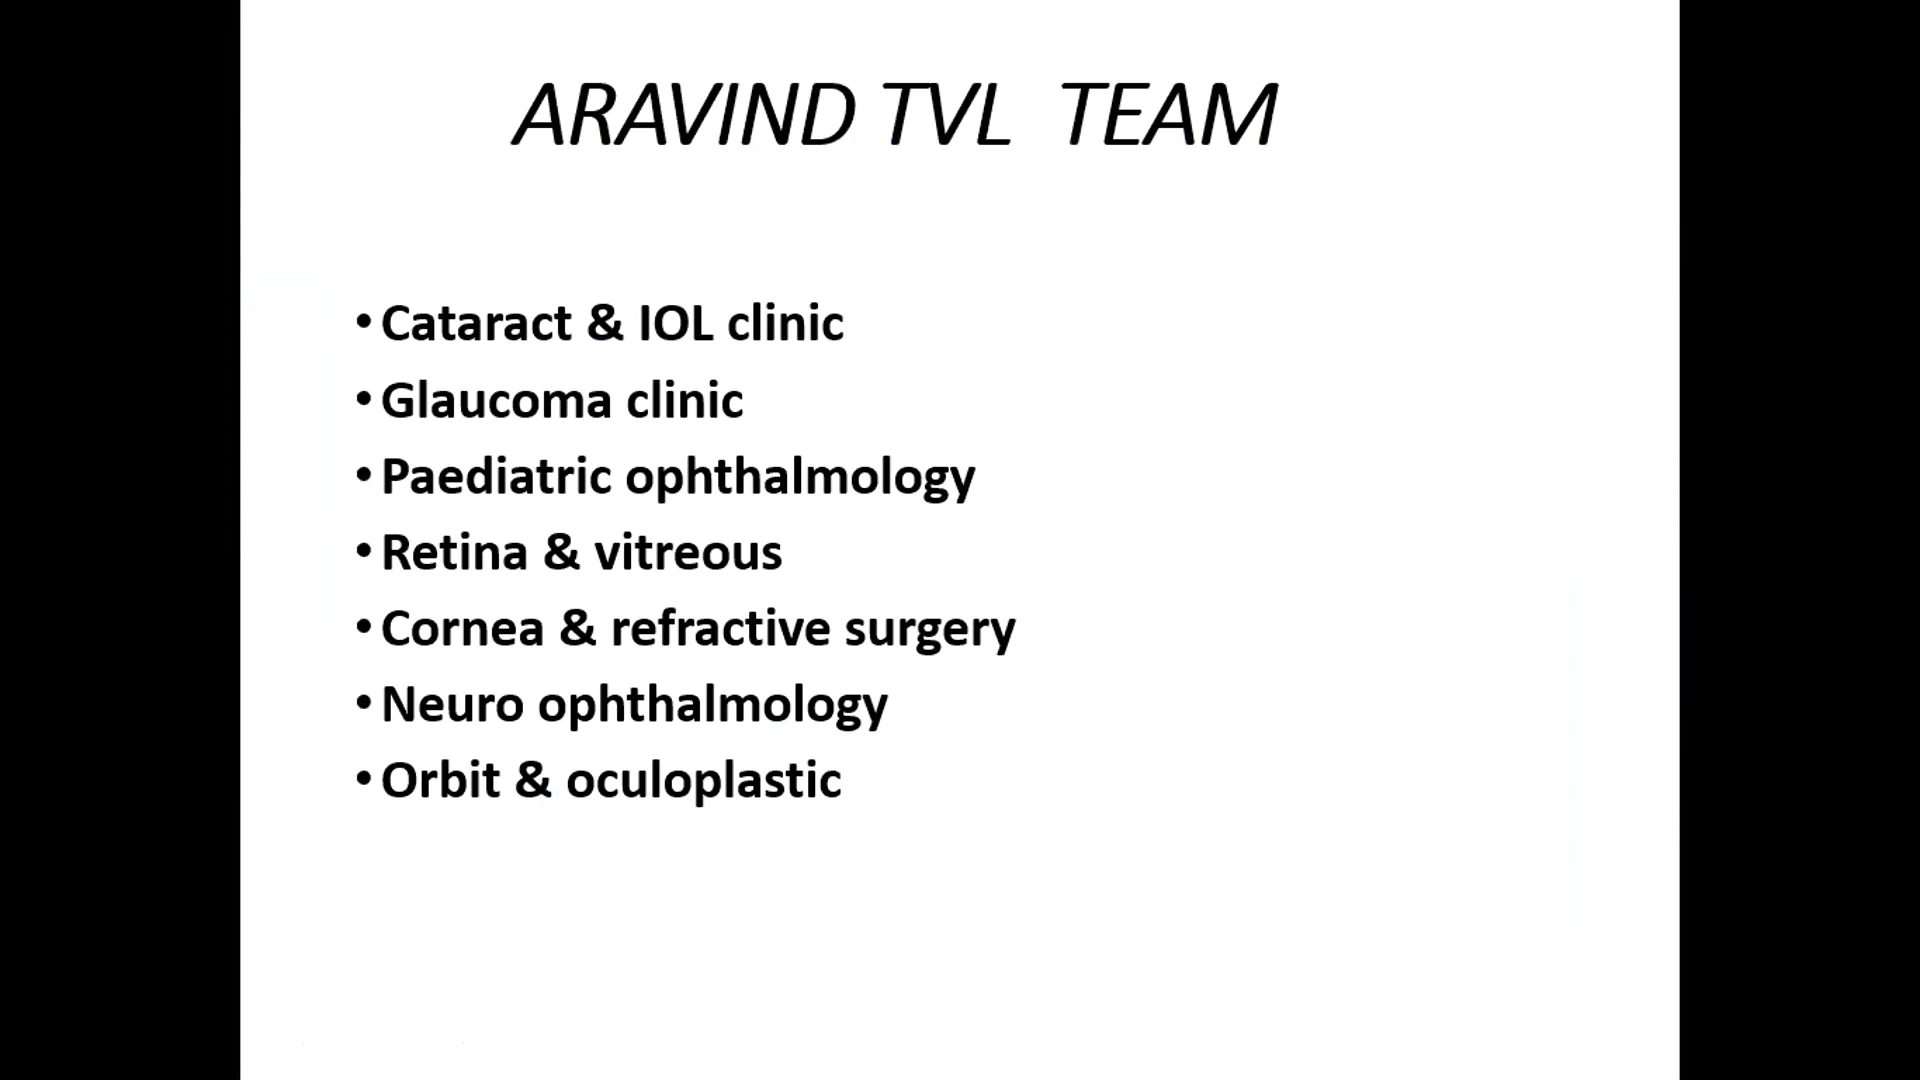 ARAVIND TVL TEAM
• Cataract & IOL clinic
• Glaucoma clinic
• Paediatric ophthalmology
• Retina & vitreous
• Cornea & refractive surgery
• Neuro ophthalmology
• Orbit & oculoplastic